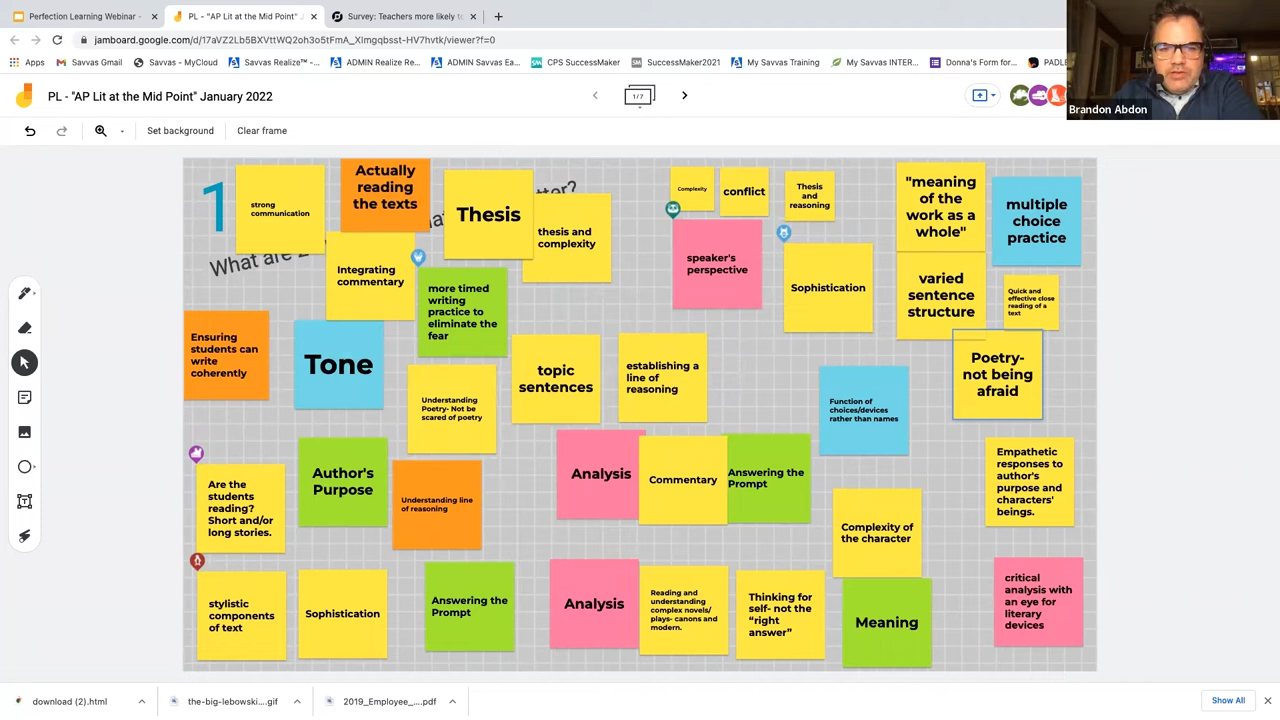 Perfection Learning Webinar -
PL - "AP Lit at the Mid Point" J
Survey: Teachers more likely to
jamboard.google.com/d/17aVZ2Lb5BXVttWQ2oh3o5tFmA_XImgqbsst-HV7hvtk/viewer?f=0
Apps
Savvas Gmail
Savvas - MyCloud
Savvas Realize™ -...
ADMIN Realize Re...
ADMIN Savvas Ea...
CPS SuccessMaker
SuccessMaker2021
My Savvas Training
My Savvas INTER...
Donna's Form for...
PADLE
Brandon Abdon
PL - "AP Lit at the Mid Point" January 2022
1/7
Set background
Clear frame
1
What are
tter?
strong
communication
Actually
reading
the texts
Thesis
thesis and
complexity
Complexity
conflict
Thesis
and
reasoning
"meaning
of the
work as a
whole"
multiple
choice
practice
Integrating
commentary
more timed
writing
practice to
eliminate the
fear
speaker's
perspective
Sophistication
varied
sentence
structure
Quick and
effective close
reading of a
text
Ensuring
students can
write
coherently
Tone
Understanding
Poetry- Not be
scared of poetry
topic
sentences
establishing a
line of
reasoning
Function of
choices/devices
rather than names
Poetry-
not being
afraid
Are the
students
reading?
Short and/or
long stories.
Author's
Purpose
Understanding line
of reasoning
Analysis
Commentary
Answering the
Prompt
Complexity of
the character
Empathetic
responses to
author's
purpose and
characters'
beings.
stylistic
components
of text
Sophistication
Answering the
Prompt
Analysis
Reading and
understanding
complex novels/
plays- canons and
modern.
Thinking for
self- not the
"right
answer"
Meaning
critical
analysis with
an eye for
literary
devices
download (2).html
the-big-lebowski....gif
2019_Employee_....pdf
Show All